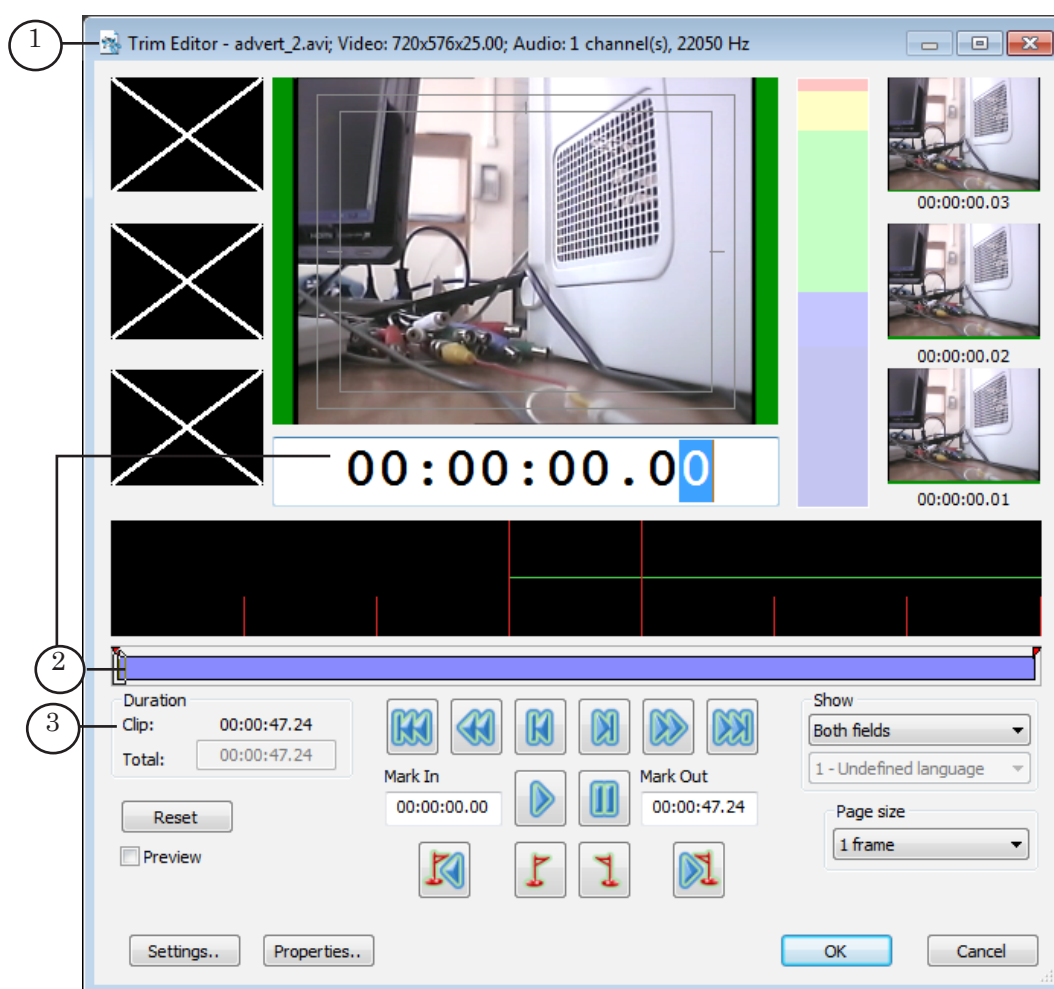 1
Trim Editor - advert_2.avi; Video: 720x576x25.00; Audio: 1 channel(s), 22050 Hz
00:00:00.03
00:00:00.02
00:00:00.01
00:00:00.00
2
3
Duration
Clip: 00:00:47.24
Total: 00:00:47.24
Reset
Preview
Mark In
00:00:00.00
Mark Out
00:00:47.24
Show
Both fields
1 - Undefined language
Page size
1 frame
Settings..
Properties..
OK
Cancel